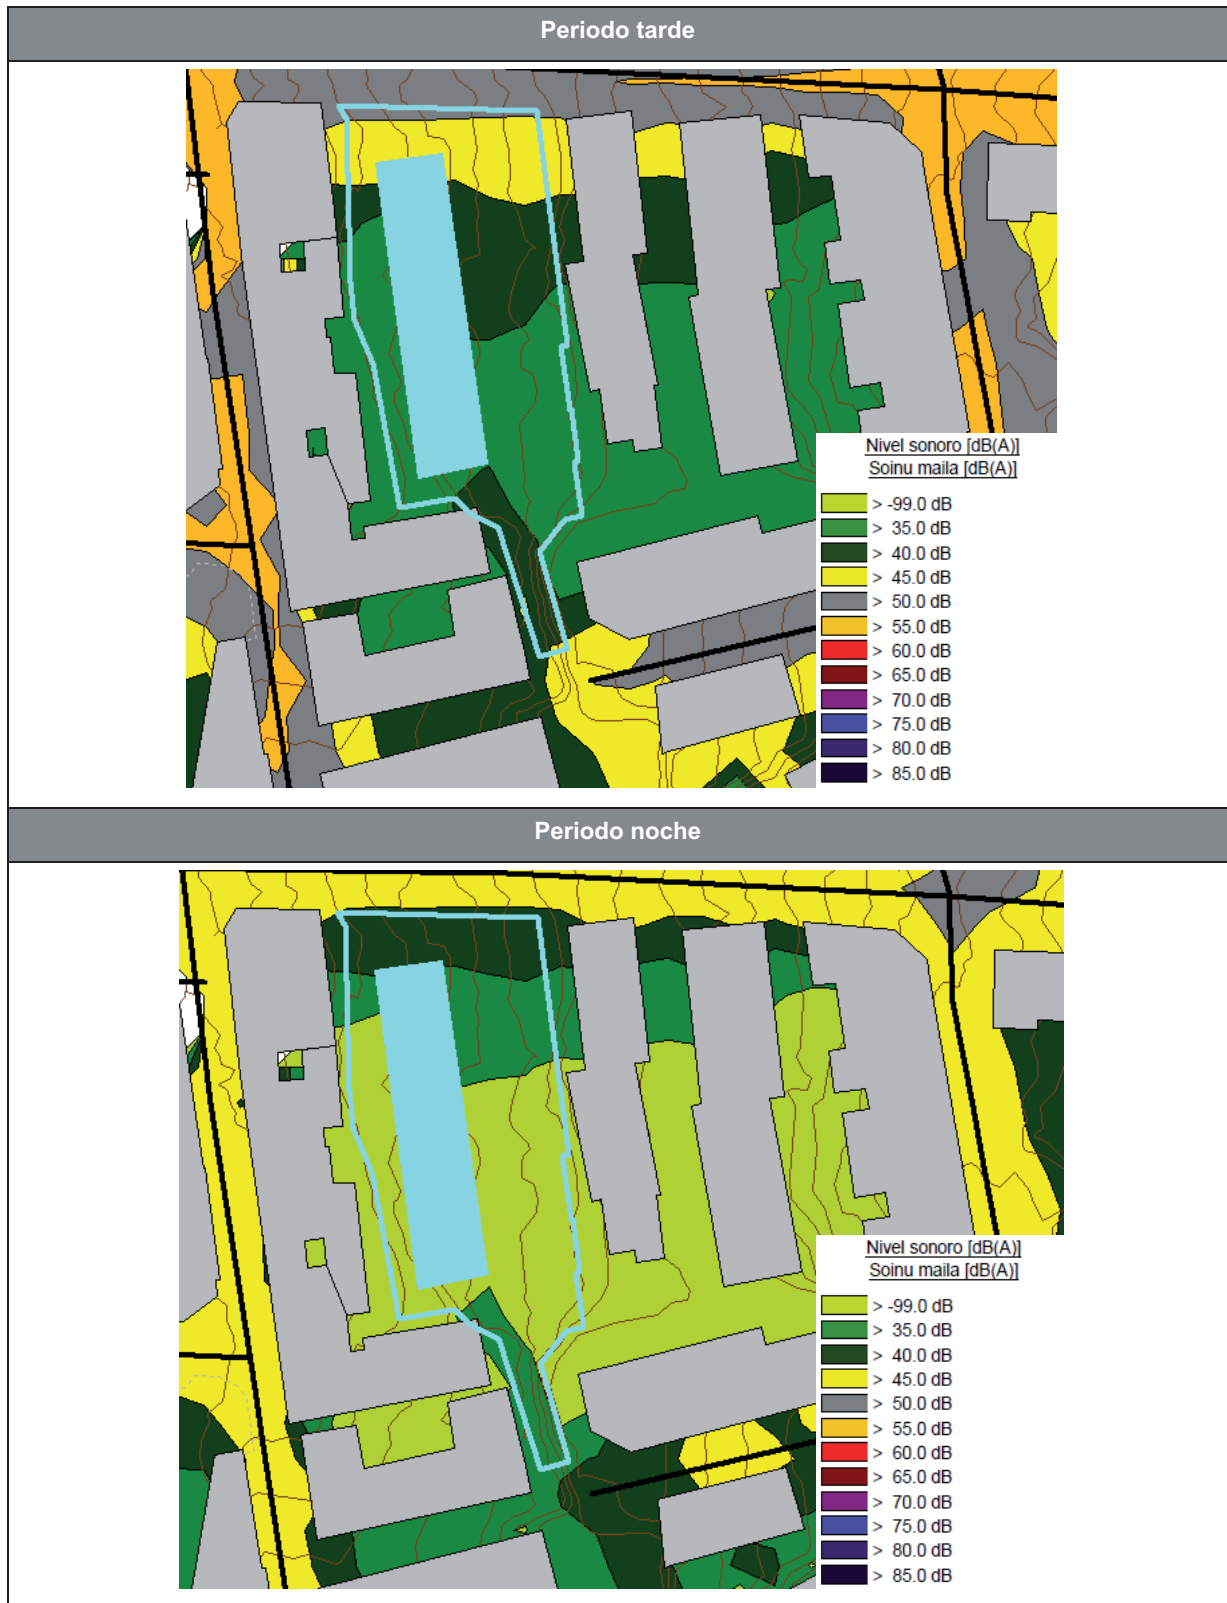 Periodo tarde
Nivel sonoro [dB(A)]
Soinu maila [dB(A)]
> -99.0 dB
> 35.0 dB
> 40.0 dB
> 45.0 dB
> 50.0 dB
> 55.0 dB
> 60.0 dB
> 65.0 dB
> 70.0 dB
> 75.0 dB
> 80.0 dB
> 85.0 dB
Periodo noche
Nivel sonoro [dB(A)]
Soinu maila [dB(A)]
> -99.0 dB
> 35.0 dB
> 40.0 dB
> 45.0 dB
> 50.0 dB
> 55.0 dB
> 60.0 dB
> 65.0 dB
> 70.0 dB
> 75.0 dB
> 80.0 dB
> 85.0 dB